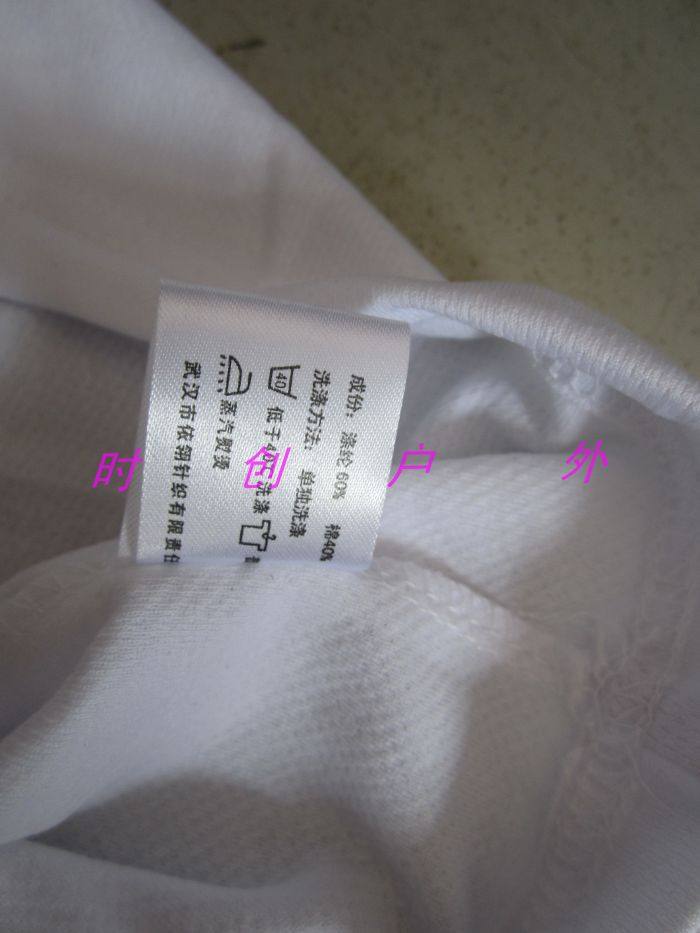 成份: 涤纶 60% 棉40%
洗涤方法: 单独洗涤
40 低于40℃洗涤
蒸汽熨烫
武汉市依翎针织有限责任
时创户外